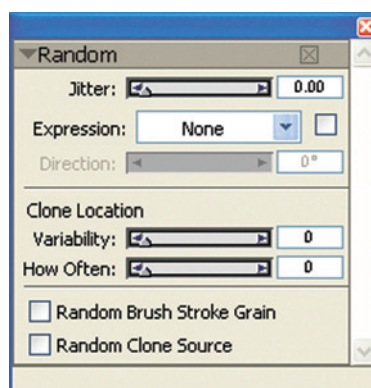 Random
Jitter: 0.00
Expression: None
Direction: 0°
Clone Location
Variability: 0
How Often: 0
Random Brush Stroke Grain
Random Clone Source